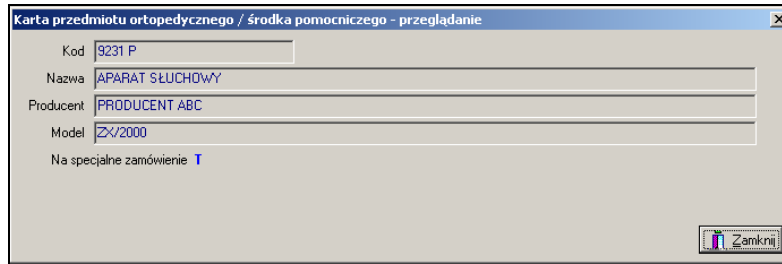 Karta przedmiotu ortopedycznego / środka pomocniczego - przeglądanie
Kod 9231 P
Nazwa APARAT SŁUCHOWY
Producent PRODUCENT ABC
Model ZX/2000
Na specjalne zamówienie T
Zamknij